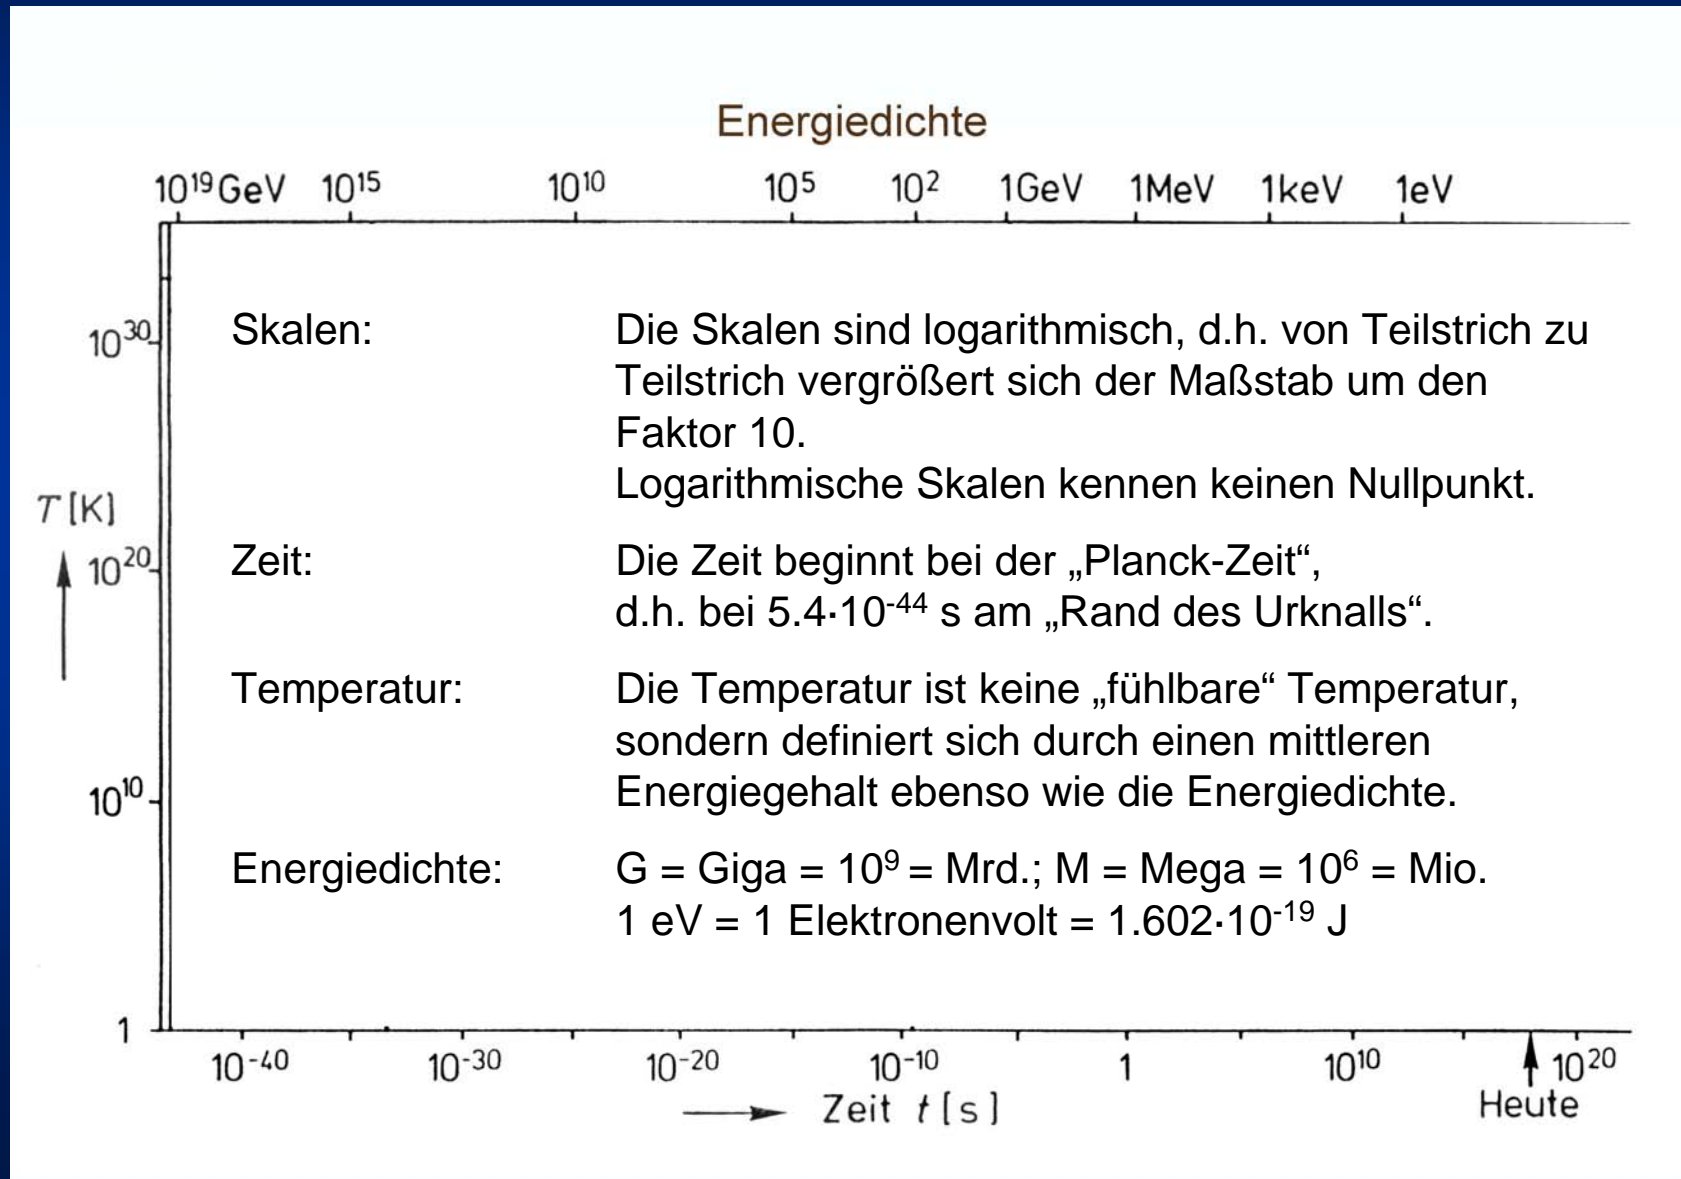 Energiedichte
10¹⁹ GeV 10¹⁵ 10¹⁰ 10⁵ 10² 1GeV 1MeV 1keV 1eV
10³⁰
Skalen: Die Skalen sind logarithmisch, d.h. von Teilstrich zu
Teilstrich vergrößert sich der Maßstab um den
Faktor 10.
Logarithmische Skalen kennen keinen Nullpunkt.
T [K]
10²⁰
Zeit: Die Zeit beginnt bei der „Planck-Zeit“,
d.h. bei 5.4·10⁻⁴⁴ s am „Rand des Urknalls“.
Temperatur: Die Temperatur ist keine „fühlbare“ Temperatur,
sondern definiert sich durch einen mittleren
10¹⁰ Energiegehalt ebenso wie die Energiedichte.
Energiedichte: G = Giga = 10⁹ = Mrd.; M = Mega = 10⁶ = Mio.
1 eV = 1 Elektronenvolt = 1.602·10⁻¹⁹ J
1
10⁻⁴⁰ 10⁻³⁰ 10⁻²⁰ 10⁻¹⁰ 1 10¹⁰ 10²⁰
Zeit t [s] Heute